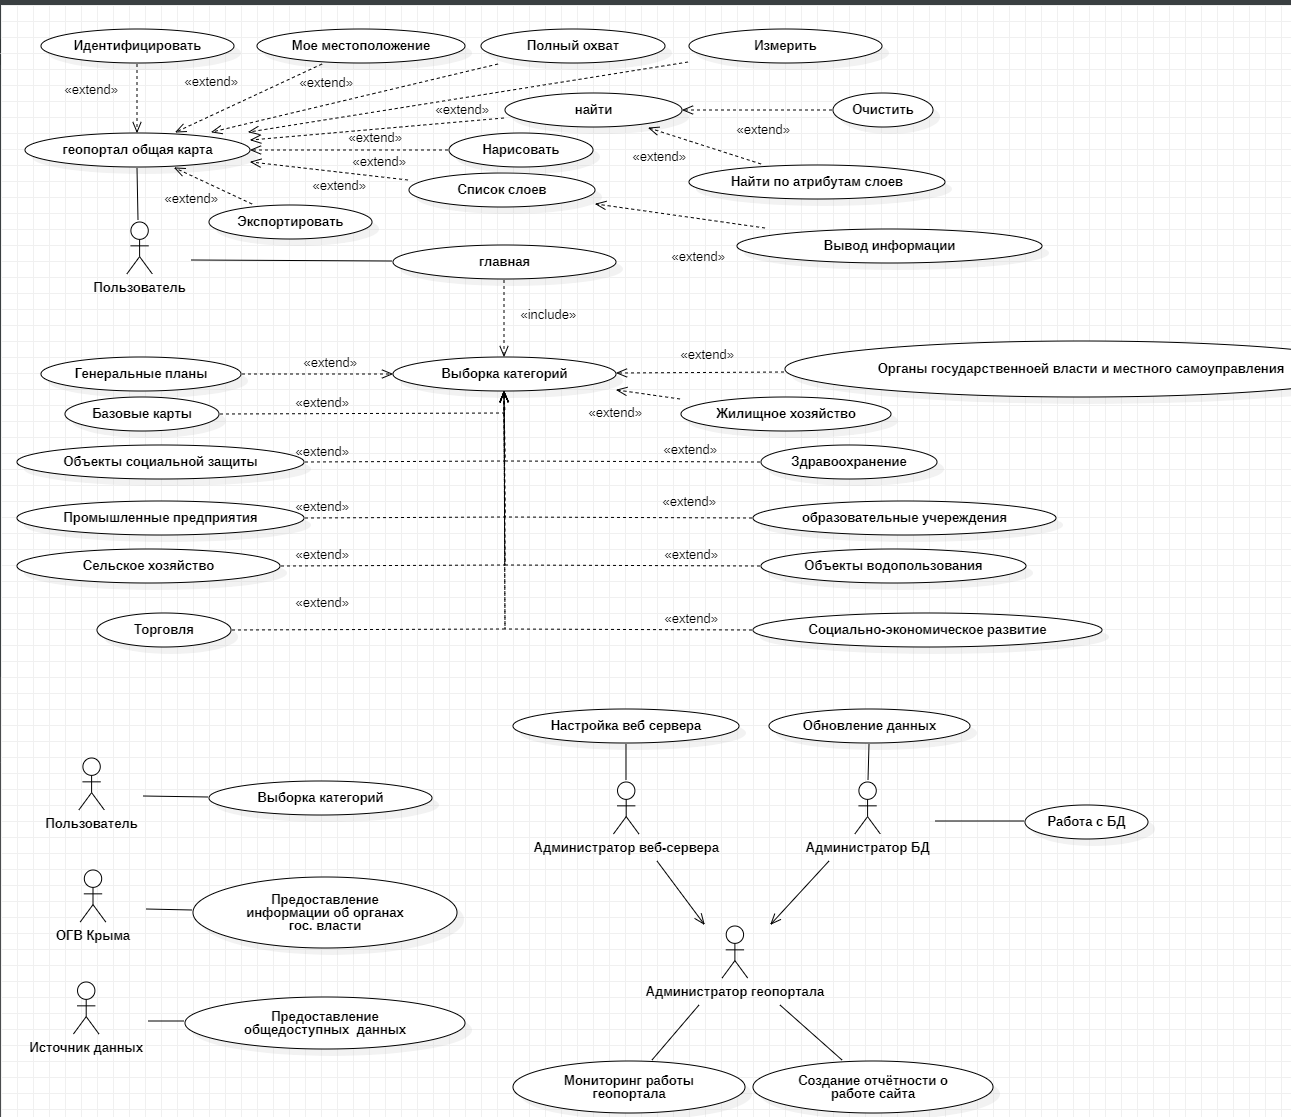 Идентифицировать
Мое местоположение
Полный охват
Измерить
«extend»
«extend»
«extend»
«extend»
найти
Очистить
«extend»
геопортал общая карта
«extend»
Нарисовать
«extend»
«extend»
Найти по атрибутам слоев
«extend»
Список слоев
«extend»
Экспортировать
Вывод информации
«extend»
Пользователь
главная
«include»
Генеральные планы
«extend»
Выборка категорий
«extend»
Органы государственноей власти и местного самоуправления
Базовые карты
«extend»
«extend»
Жилищное хозяйство
Объекты социальной защиты
«extend»
«extend»
Здравоохранение
Промышленные предприятия
«extend»
«extend»
образовательные учереждения
Сельское хозяйство
«extend»
«extend»
Объекты водопользования
Торговля
«extend»
«extend»
Социально-экономическое развитие
Настройка веб сервера
Обновление данных
Пользователь
Выборка категорий
Администратор веб-сервера
Администратор БД
Работа с БД
ОГВ Крыма
Предоставление
информации об органах
гос. власти
Администратор геопортала
Источник данных
Предоставление
общедоступных данных
Мониторинг работы
геопортала
Создание отчётности о
работе сайта